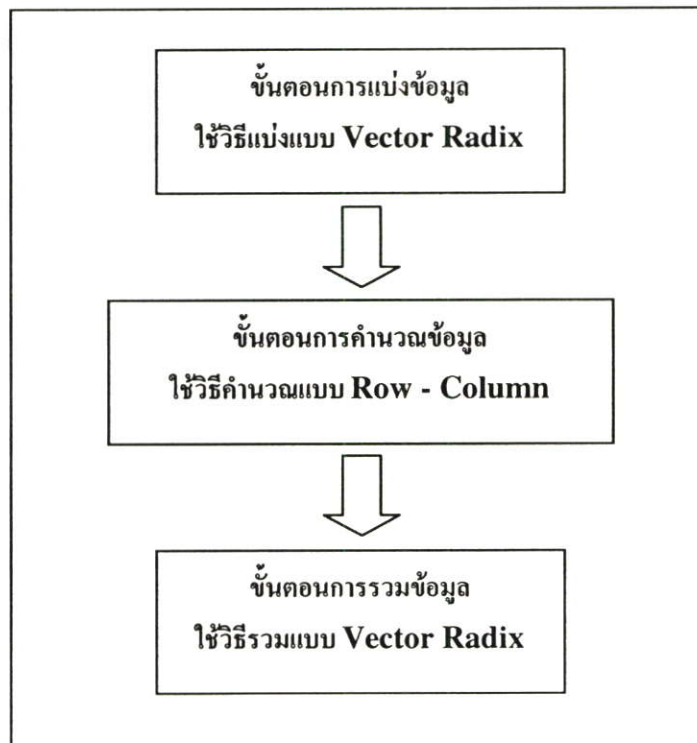 ขั้นตอนการแบ่งข้อมูล
ใช้วิธีแบ่งแบบ Vector Radix
ขั้นตอนการคำนวณข้อมูล
ใช้วิธีคำนวณแบบ Row - Column
ขั้นตอนการรวมข้อมูล
ใช้วิธีรวมแบบ Vector Radix